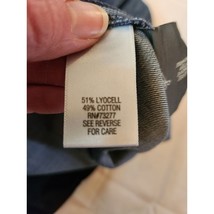 51% LYOCELL
49% COTTON
RN#73277
SEE REVERSE
FOR CARE